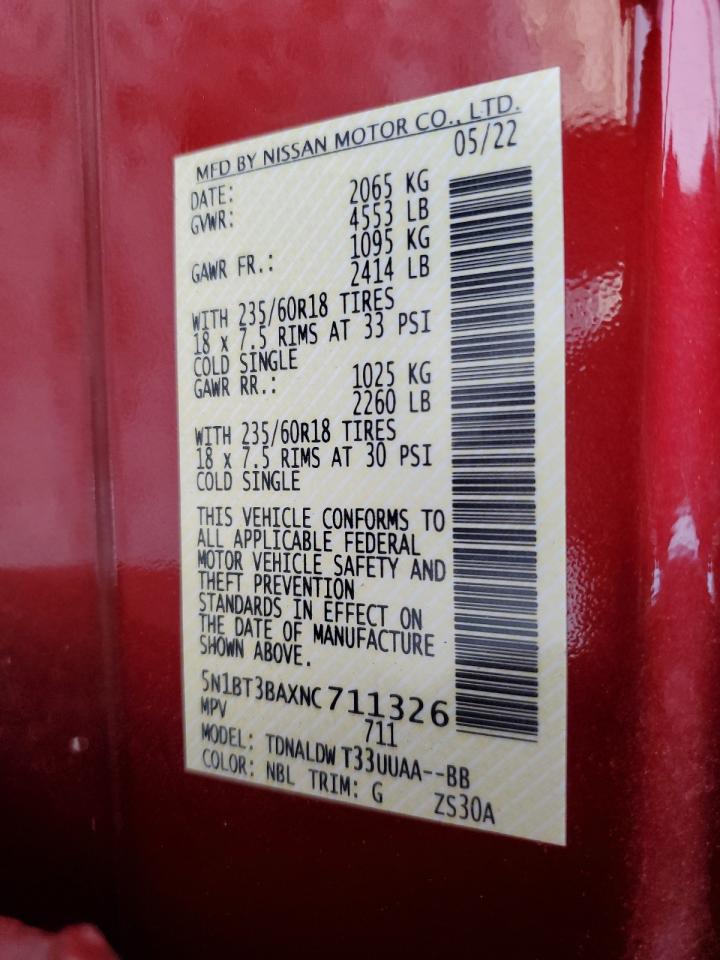 MFD BY NISSAN MOTOR CO., LTD.
DATE: 05/22
GVWR: 2065 KG
4553 LB
GAWR FR.: 1095 KG
2414 LB
WITH 235/60R18 TIRES
18 x 7.5 RIMS AT 33 PSI
COLD SINGLE
GAWR RR.: 1025 KG
2260 LB
WITH 235/60R18 TIRES
18 x 7.5 RIMS AT 30 PSI
COLD SINGLE
THIS VEHICLE CONFORMS TO
ALL APPLICABLE FEDERAL
MOTOR VEHICLE SAFETY AND
THEFT PREVENTION
STANDARDS IN EFFECT ON
THE DATE OF MANUFACTURE
SHOWN ABOVE.
5N1BT3BAXNC711326
MPV 711
MODEL: TDNALDW T33UUAA--BB
COLOR: NBL TRIM: G ZS30A